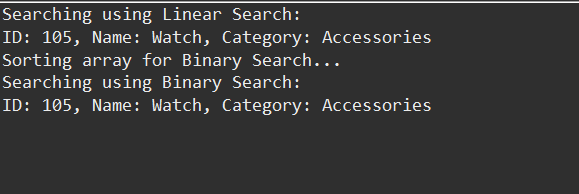 Searching using Linear Search:
ID: 105, Name: Watch, Category: Accessories
Sorting array for Binary Search...
Searching using Binary Search:
ID: 105, Name: Watch, Category: Accessories